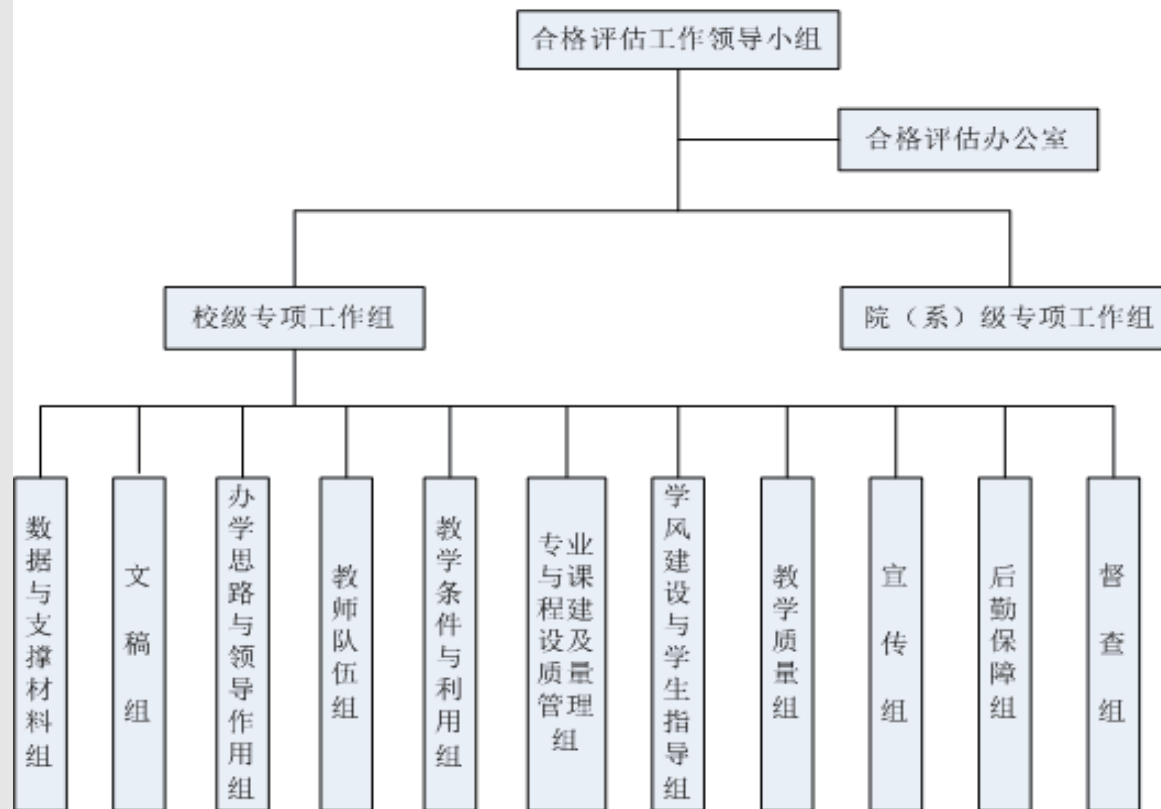 合格评估工作领导小组
合格评估办公室
校级专项工作组
院（系）级专项工作组
数据与支撑材料组
文稿组
办学思路与领导作用组
教师队伍组
教学条件与利用组
专业与课程建设及质量管理组
学风建设与学生指导组
教学质量组
宣传组
后勤保障组
督查组